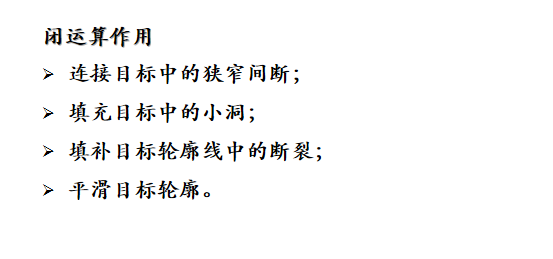 闭运算作用
➢ 连接目标中的狭窄间断；
➢ 填充目标中的小洞；
➢ 填补目标轮廓线中的断裂；
➢ 平滑目标轮廓。